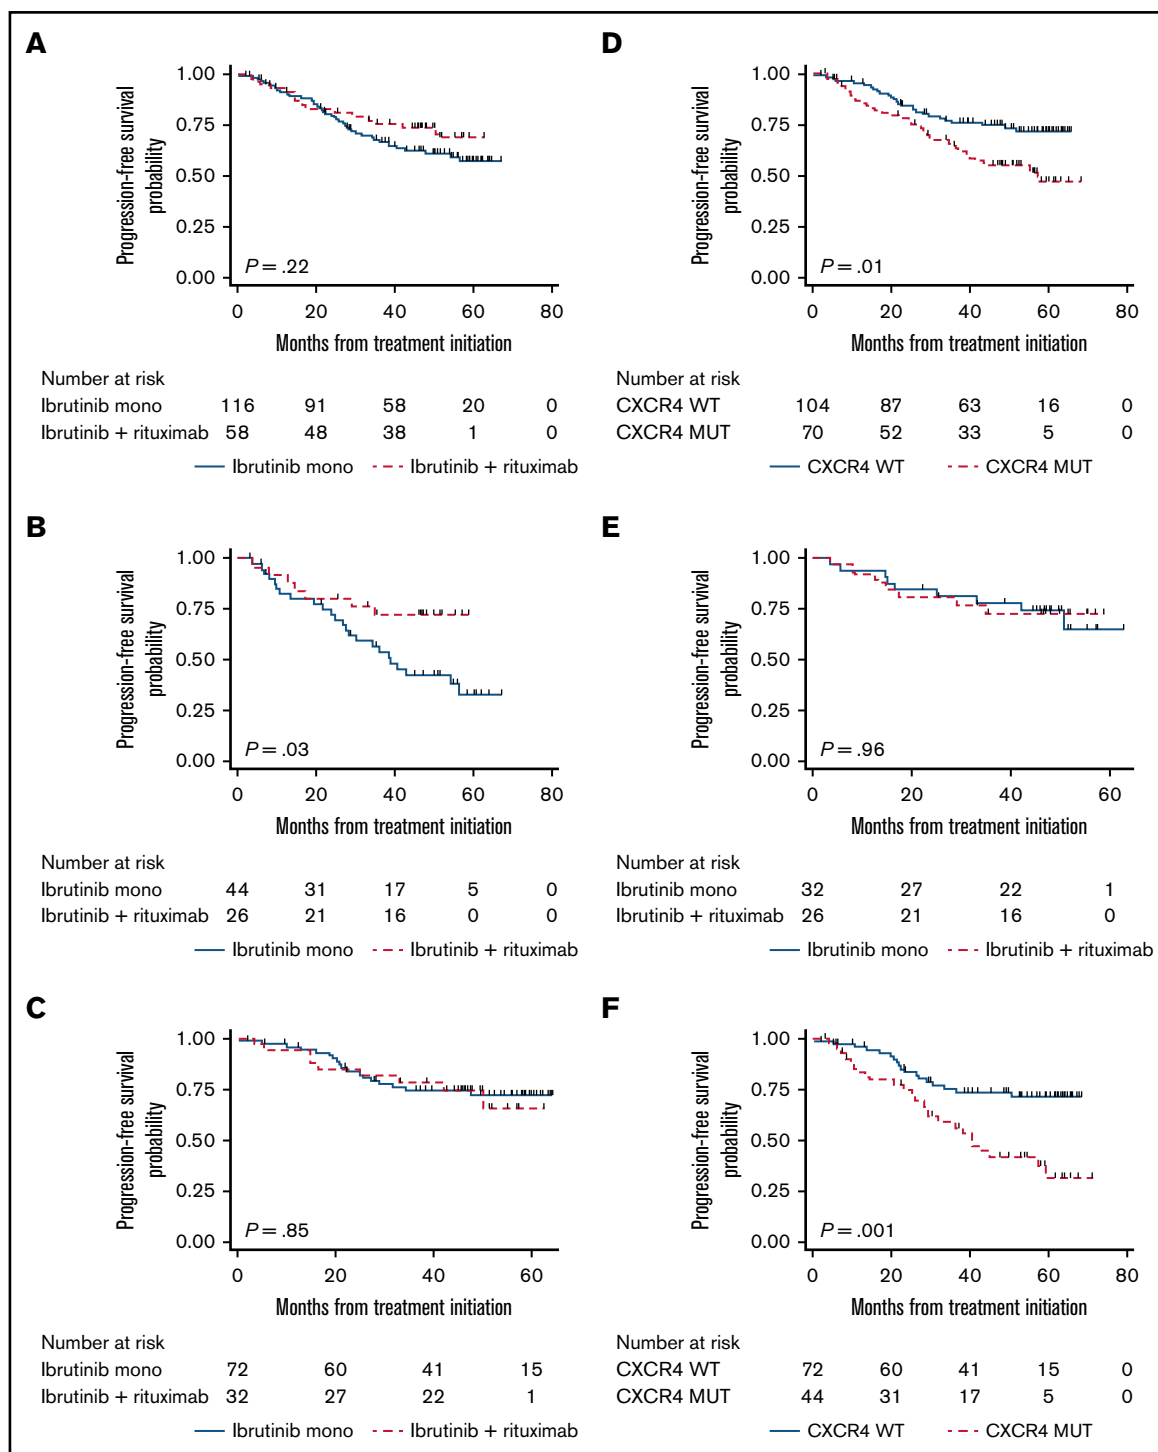 A
Progression-free survival
probability
1.00
0.75
0.50
0.25
0.00
P = .22
0 20 40 60 80
Months from treatment initiation
Number at risk
Ibrutinib mono 116 91 58 20 0
Ibrutinib + rituximab 58 48 38 1 0
Ibrutinib mono Ibrutinib + rituximab
D
Progression-free survival
probability
1.00
0.75
0.50
0.25
0.00
P = .01
0 20 40 60 80
Months from treatment initiation
Number at risk
CXCR4 WT 104 87 63 16 0
CXCR4 MUT 70 52 33 5 0
CXCR4 WT CXCR4 MUT
B
Progression-free survival
probability
1.00
0.75
0.50
0.25
0.00
P = .03
0 20 40 60 80
Months from treatment initiation
Number at risk
Ibrutinib mono 44 31 17 5 0
Ibrutinib + rituximab 26 21 16 0 0
Ibrutinib mono Ibrutinib + rituximab
E
Progression-free survival
probability
1.00
0.75
0.50
0.25
0.00
P = .96
0 20 40 60
Months from treatment initiation
Number at risk
Ibrutinib mono 32 27 22 1
Ibrutinib + rituximab 26 21 16 0
Ibrutinib mono Ibrutinib + rituximab
C
Progression-free survival
probability
1.00
0.75
0.50
0.25
0.00
P = .85
0 20 40 60
Months from treatment initiation
Number at risk
Ibrutinib mono 72 60 41 15
Ibrutinib + rituximab 32 27 22 1
Ibrutinib mono Ibrutinib + rituximab
F
Progression-free survival
probability
1.00
0.75
0.50
0.25
0.00
P = .001
0 20 40 60 80
Months from treatment initiation
Number at risk
CXCR4 WT 72 60 41 15 0
CXCR4 MUT 44 31 17 5 0
CXCR4 WT CXCR4 MUT